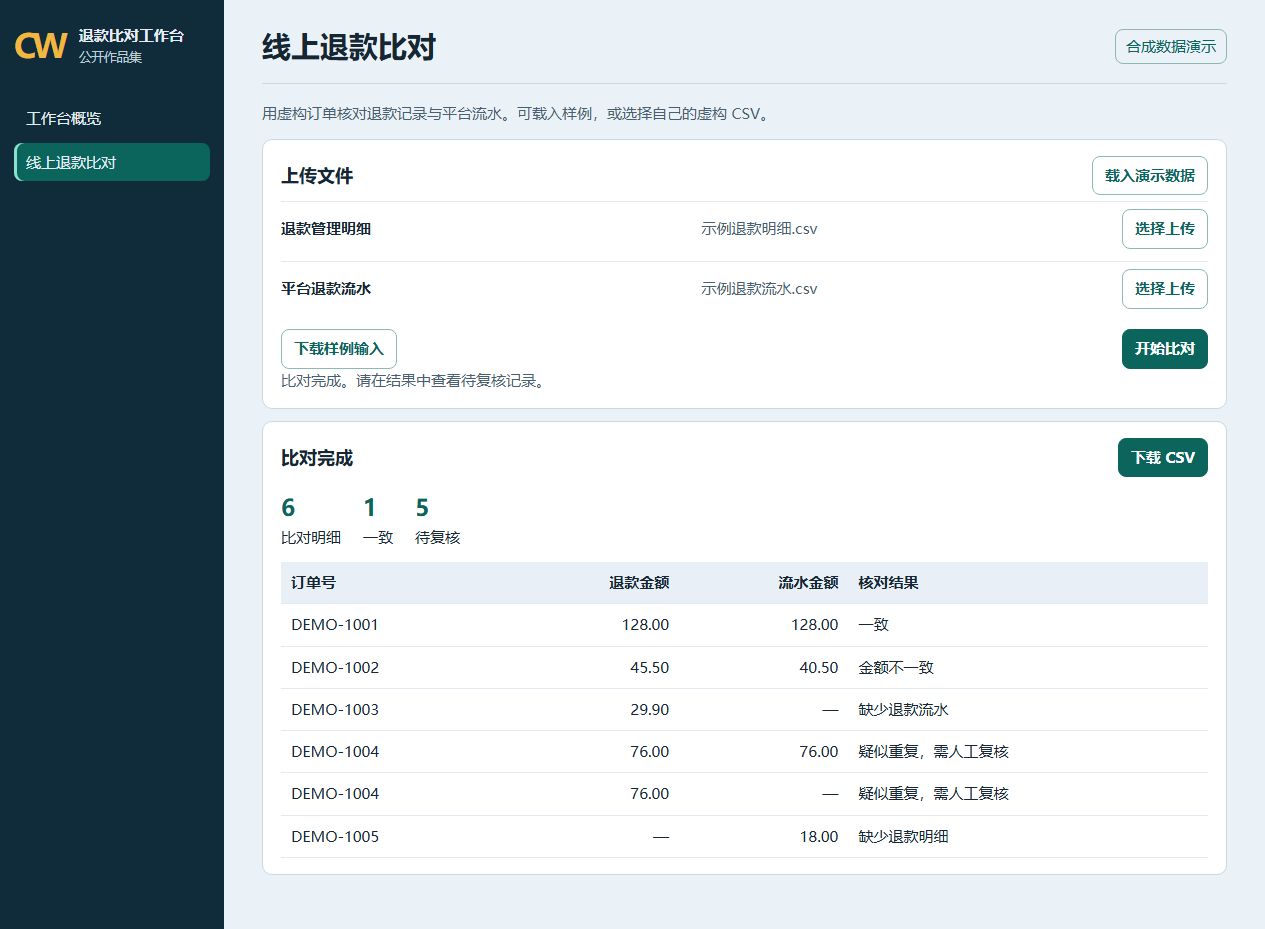 CW
退款比对工作台
公开作品集
工作台概览
线上退款比对
线上退款比对
合成数据演示
用虚构订单核对退款记录与平台流水。可载入样例，或选择自己的虚构 CSV。
上传文件
载入演示数据
退款管理明细 示例退款明细.csv 选择上传
平台退款流水 示例退款流水.csv 选择上传
下载样例输入 开始比对
比对完成。请在结果中查看待复核记录。
比对完成
下载 CSV
6 1 5
比对明细 一致 待复核
订单号 退款金额 流水金额 核对结果
DEMO-1001 128.00 128.00 一致
DEMO-1002 45.50 40.50 金额不一致
DEMO-1003 29.90 — 缺少退款流水
DEMO-1004 76.00 76.00 疑似重复，需人工复核
DEMO-1004 76.00 — 疑似重复，需人工复核
DEMO-1005 — 18.00 缺少退款明细